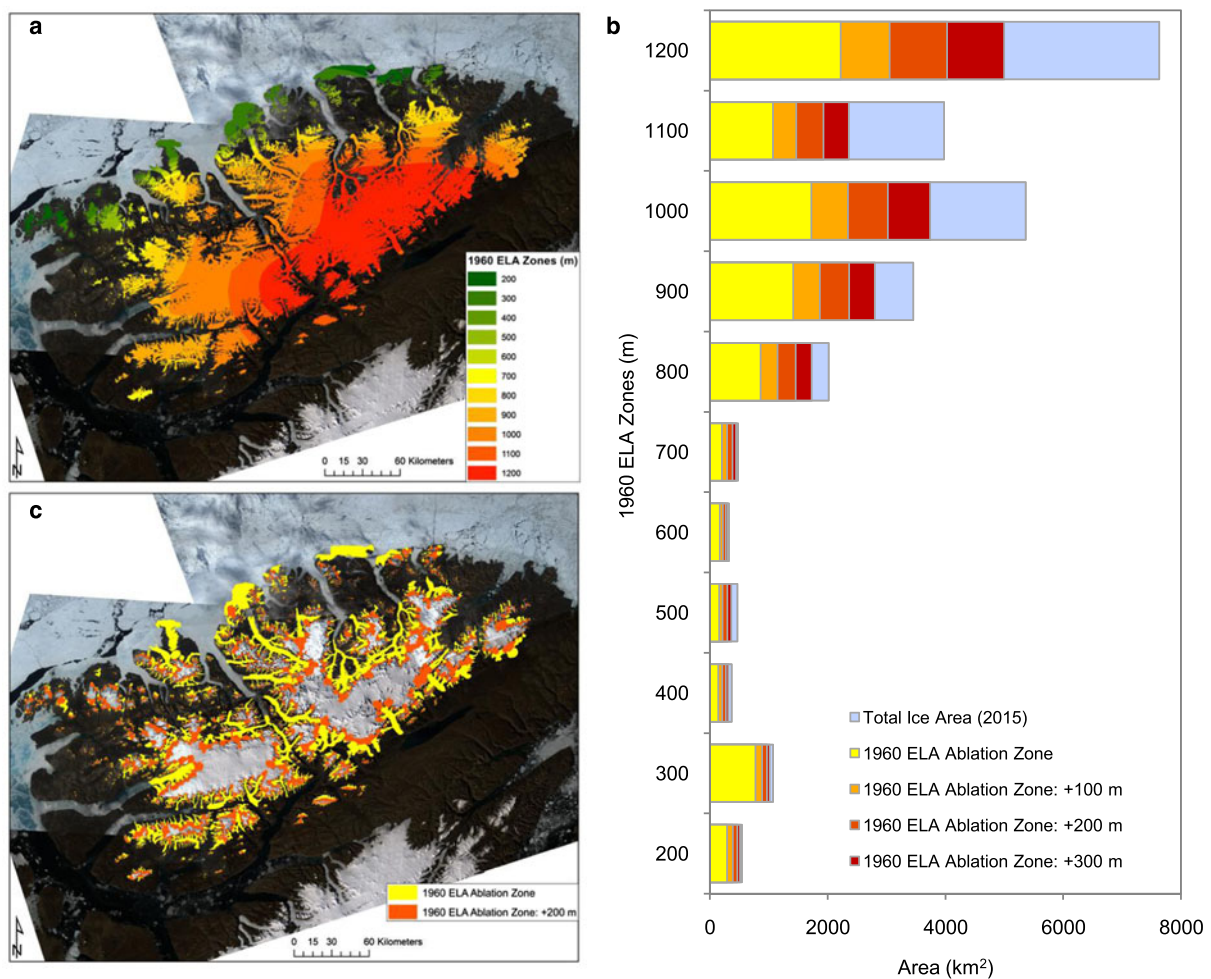 a
1960 ELA Zones (m)
200
300
400
500
600
700
800
900
1000
1100
1200
0 15 30 60 Kilometers
N
c
1960 ELA Ablation Zone
1960 ELA Ablation Zone: +200 m
0 15 30 60 Kilometers
N
b
1960 ELA Zones (m)
1200
1100
1000
900
800
700
600
500
400
300
200
Total Ice Area (2015)
1960 ELA Ablation Zone
1960 ELA Ablation Zone: +100 m
1960 ELA Ablation Zone: +200 m
1960 ELA Ablation Zone: +300 m
0 2000 4000 6000 8000
Area (km²)